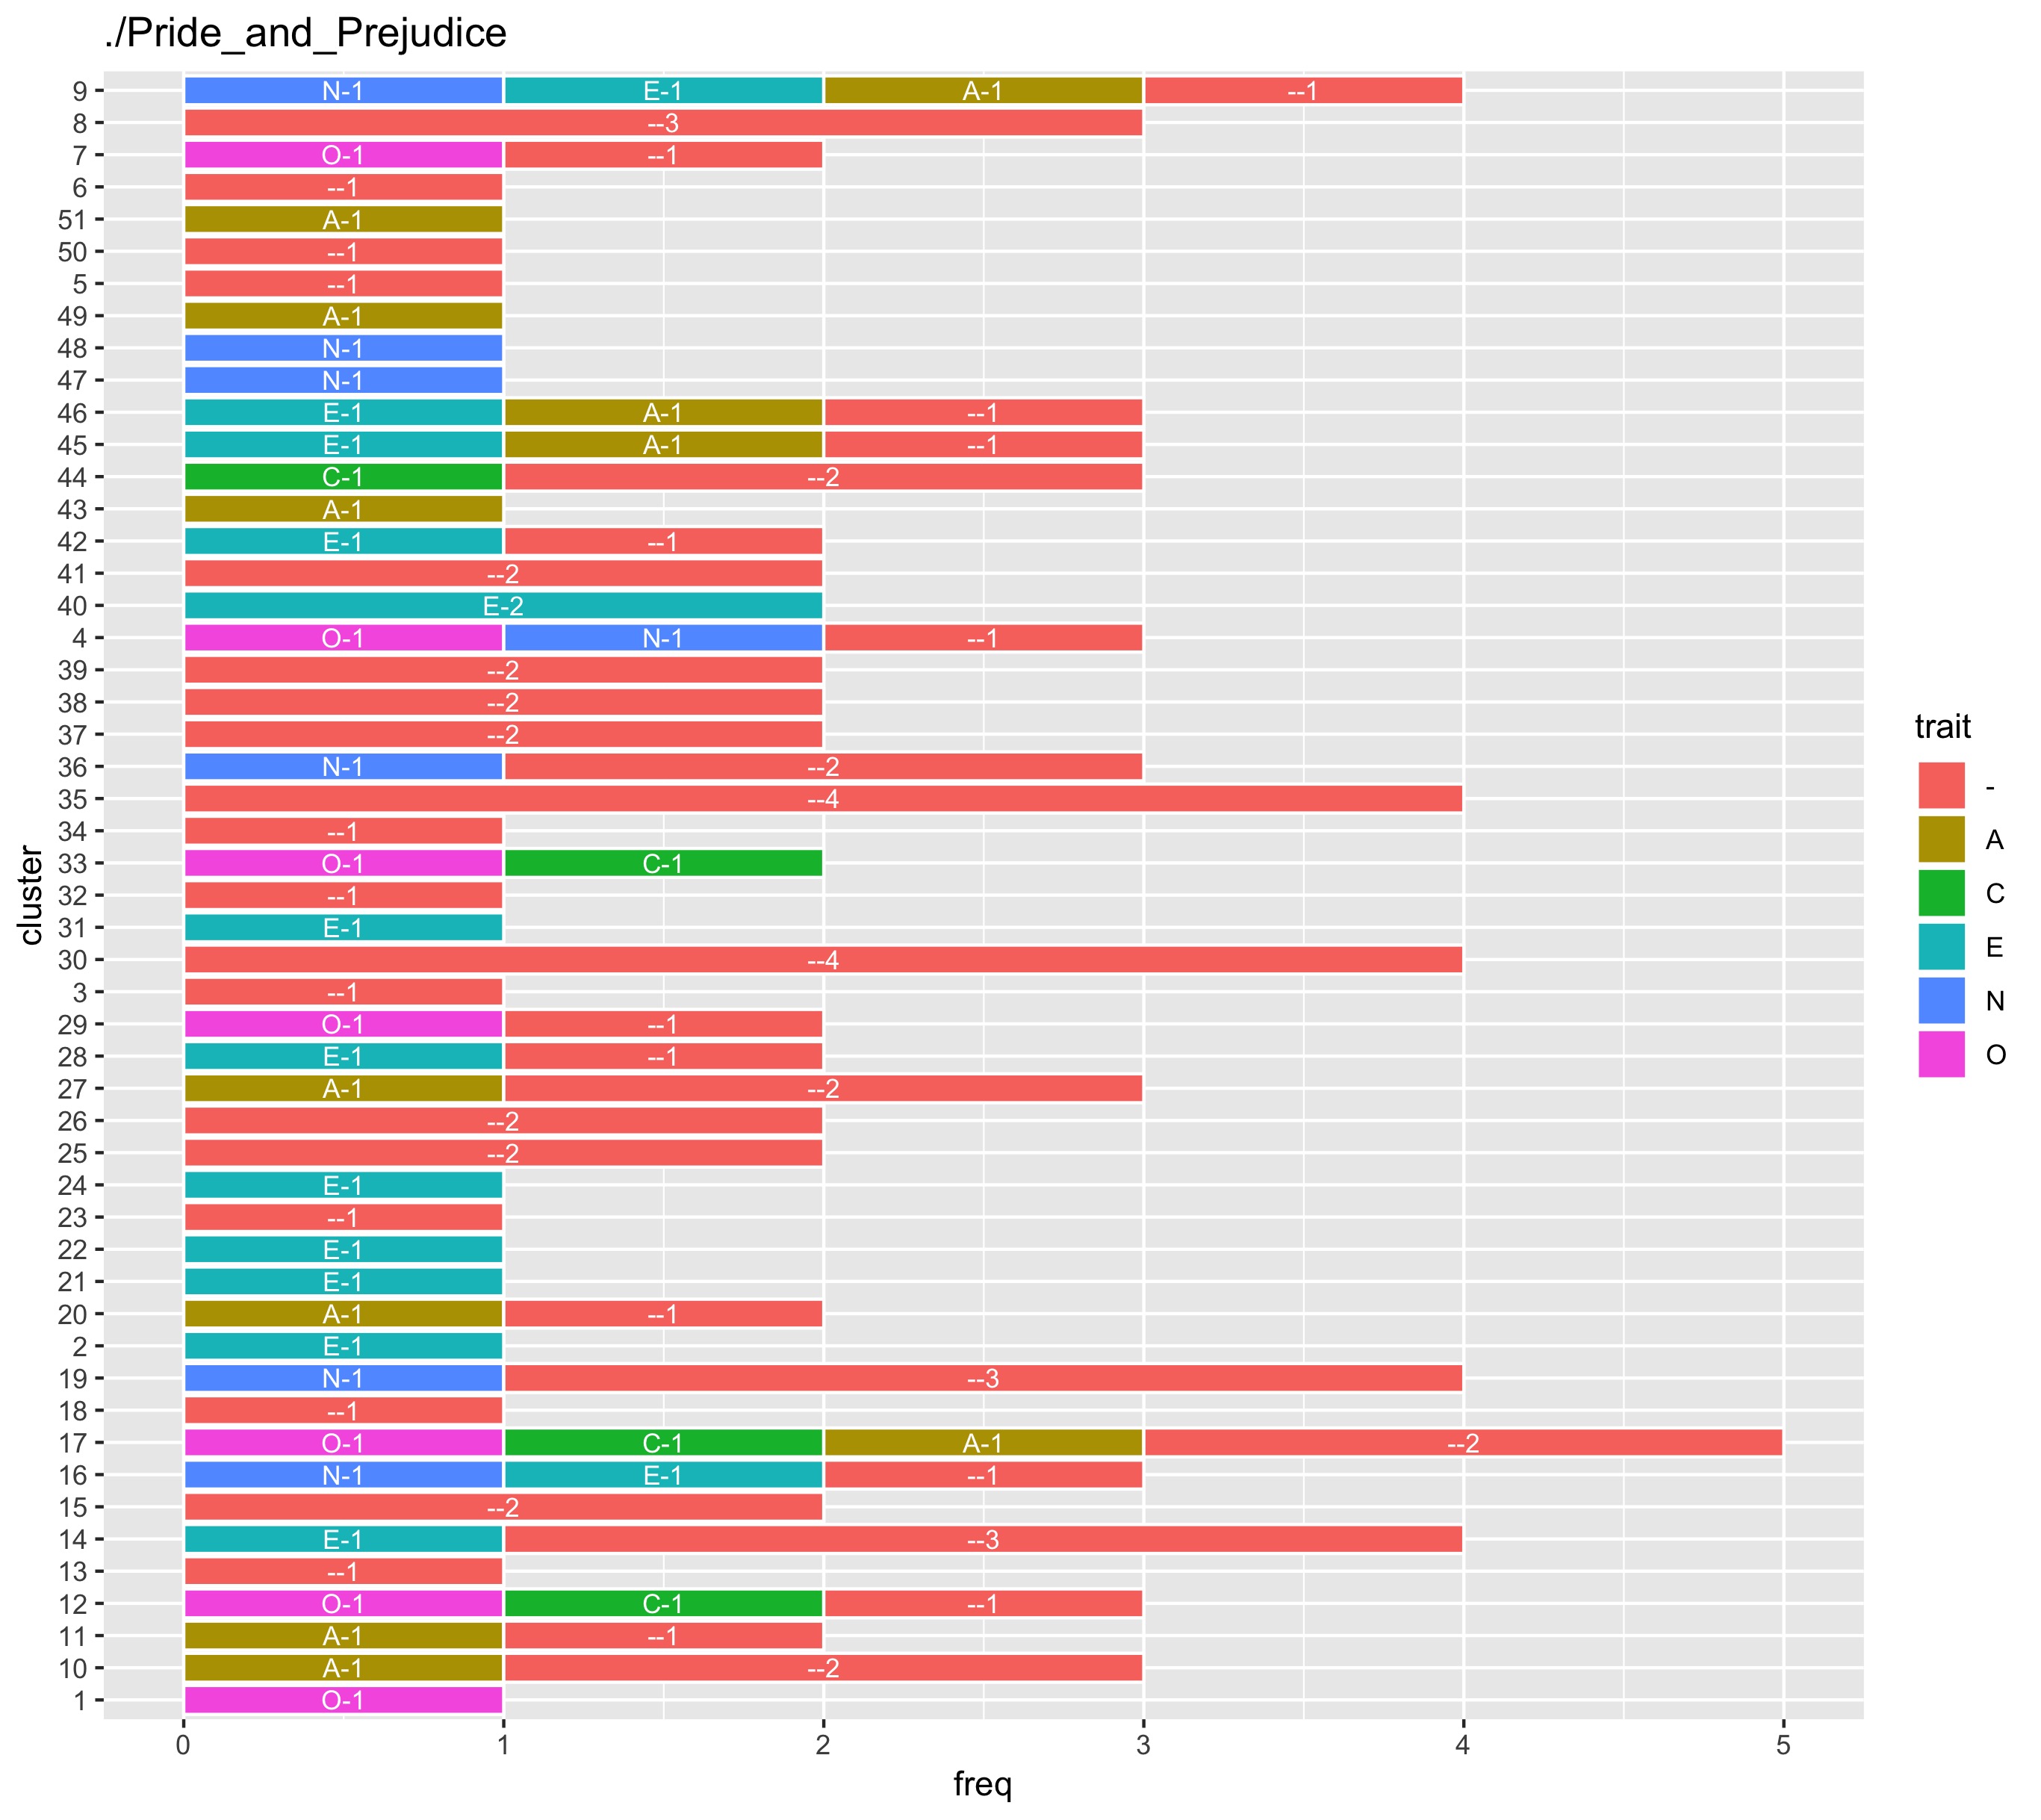 ./Pride_and_Prejudice
9 N-1 E-1 A-1 --1
8 --3
7 O-1 --1
6 --1
51 A-1
50 --1
5 --1
49 A-1
48 N-1
47 N-1
46 E-1 A-1 --1
45 E-1 A-1 --1
44 C-1 --2
43 A-1
42 E-1 --1
41 --2
40 E-2
4 O-1 N-1 --1
39 --2
38 --2
37 --2
36 N-1 --2
35 --4
34 --1
33 O-1 C-1
32 --1
31 E-1
30 --4
3 --1
29 O-1 --1
28 E-1 --1
27 A-1 --2
26 --2
25 --2
24 E-1
23 --1
22 E-1
21 E-1
20 A-1 --1
2 E-1
19 N-1 --3
18 --1
17 O-1 C-1 A-1 --2
16 N-1 E-1 --1
15 --2
14 E-1 --3
13 --1
12 O-1 C-1 --1
11 A-1 --1
10 A-1 --2
1 O-1
0 1 2 3 4 5
freq
cluster
trait
-
A
C
E
N
O